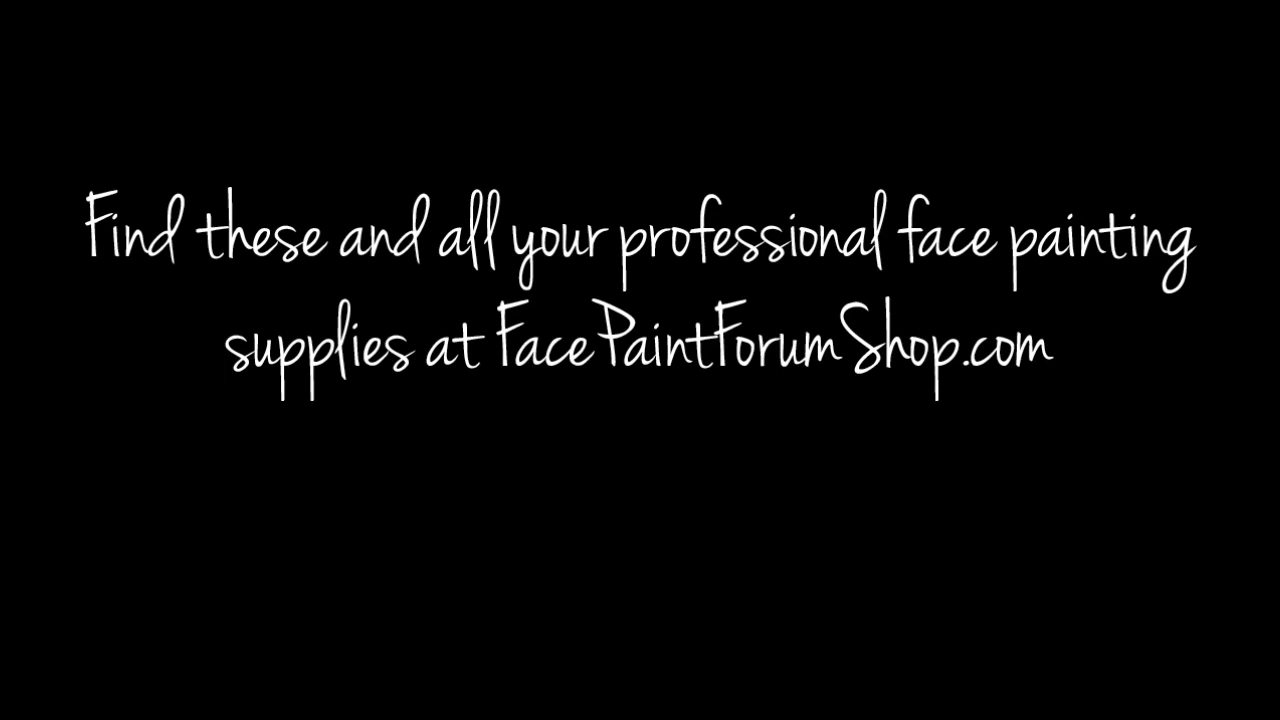 Find these and all your professional face painting
supplies at FacePaintForumShop.com